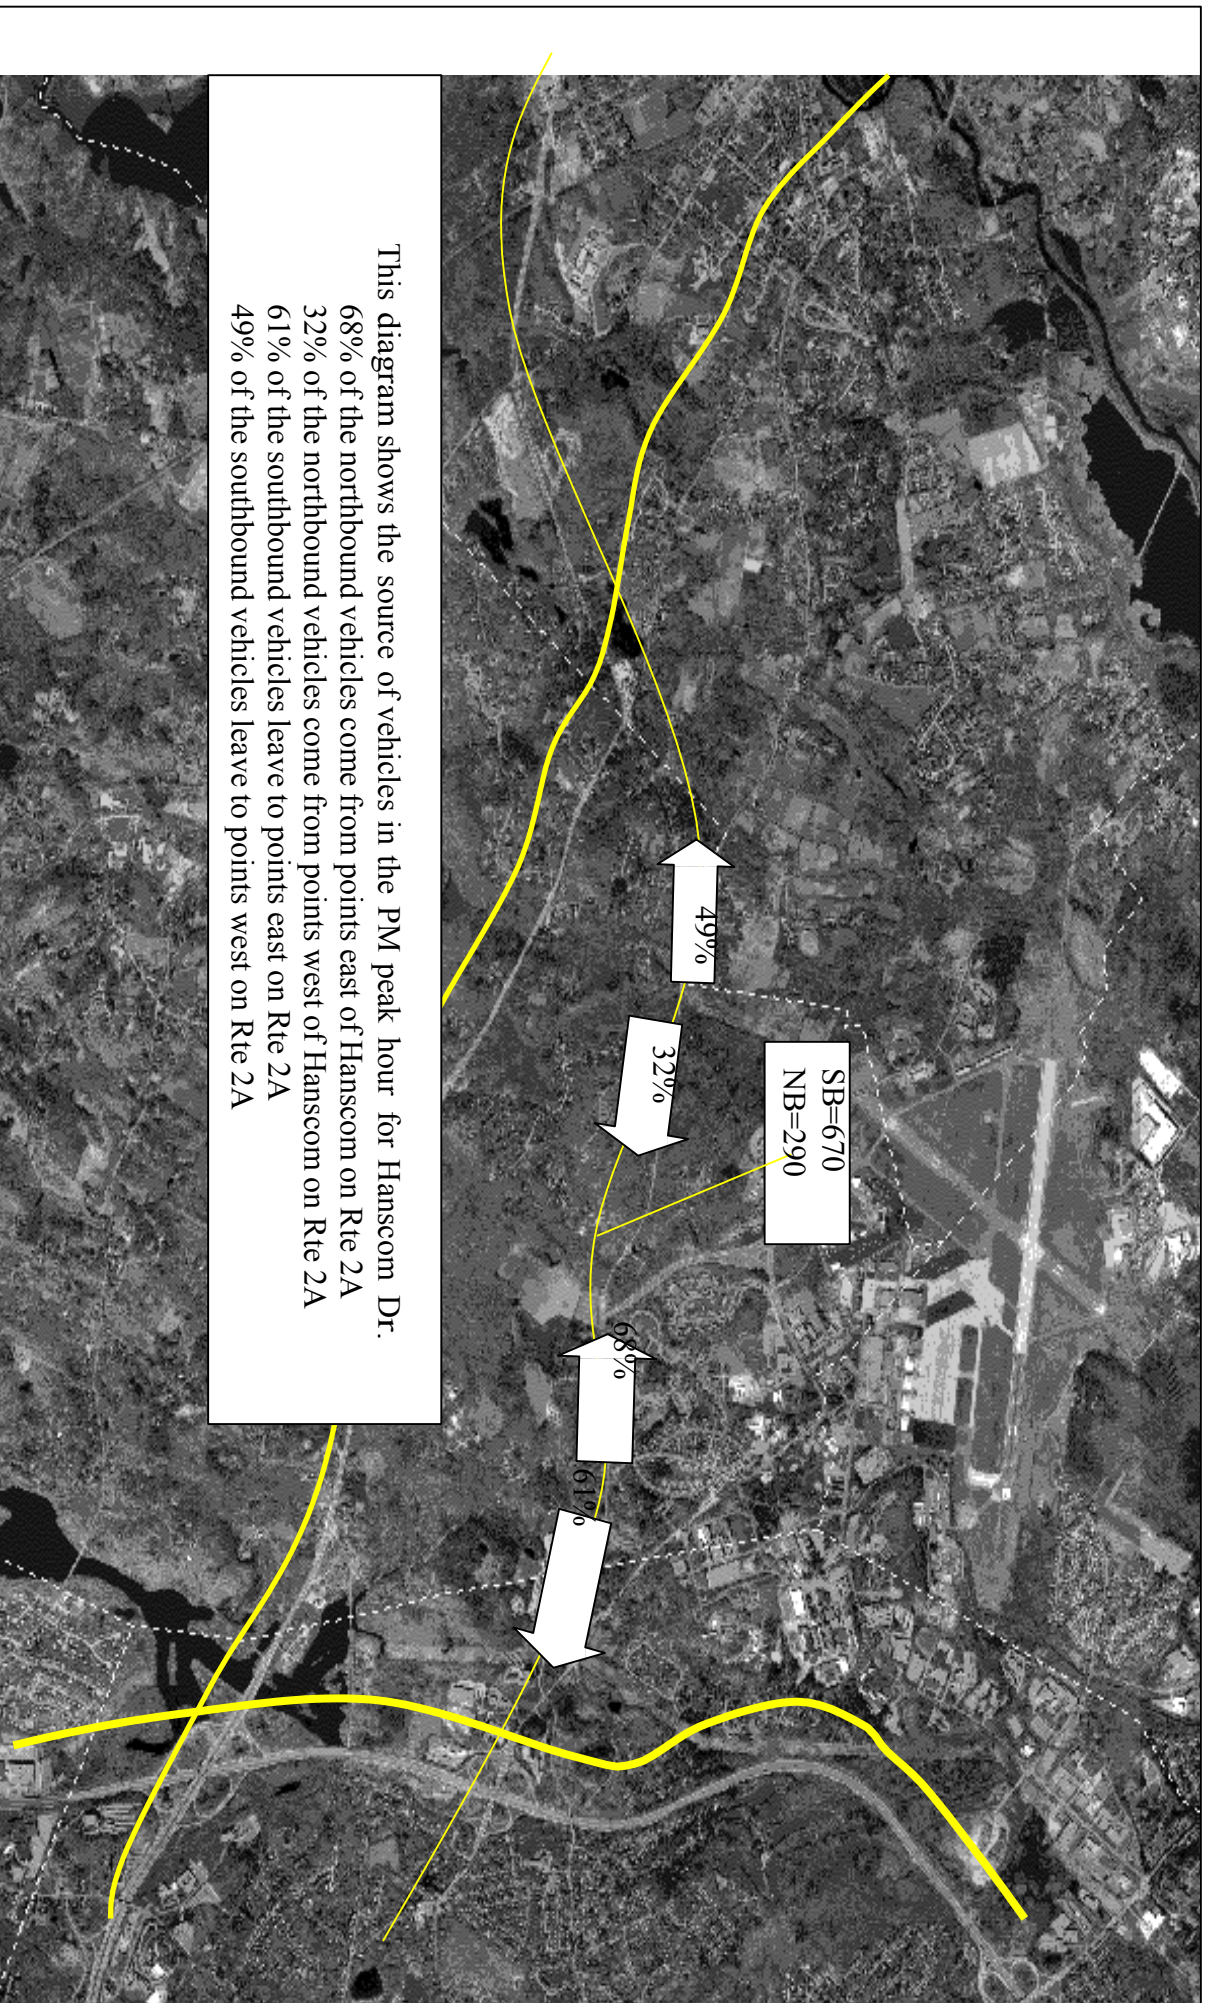 This diagram shows the source of vehicles in the PM peak hour for Hanscom Dr.
68% of the northbound vehicles come from points east of Hanscom on Rte 2A
32% of the northbound vehicles come from points west of Hanscom on Rte 2A
61% of the southbound vehicles leave to points east on Rte 2A
49% of the southbound vehicles leave to points west on Rte 2A
49%
32%
SB=670
NB=290
68%
61%